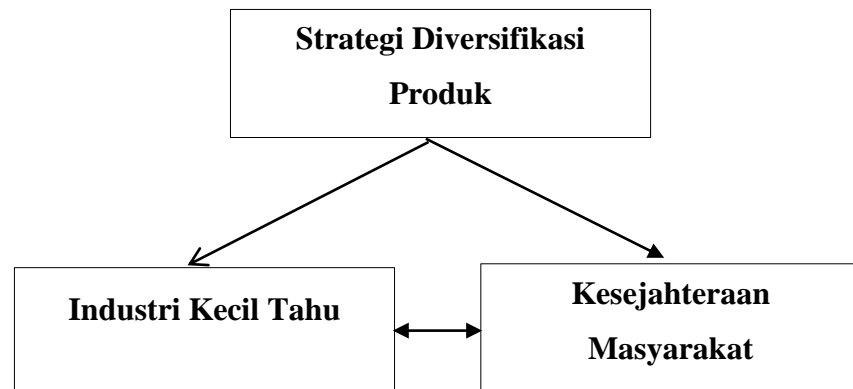 Strategi Diversifikasi
Produk
Industri Kecil Tahu
Kesejahteraan
Masyarakat